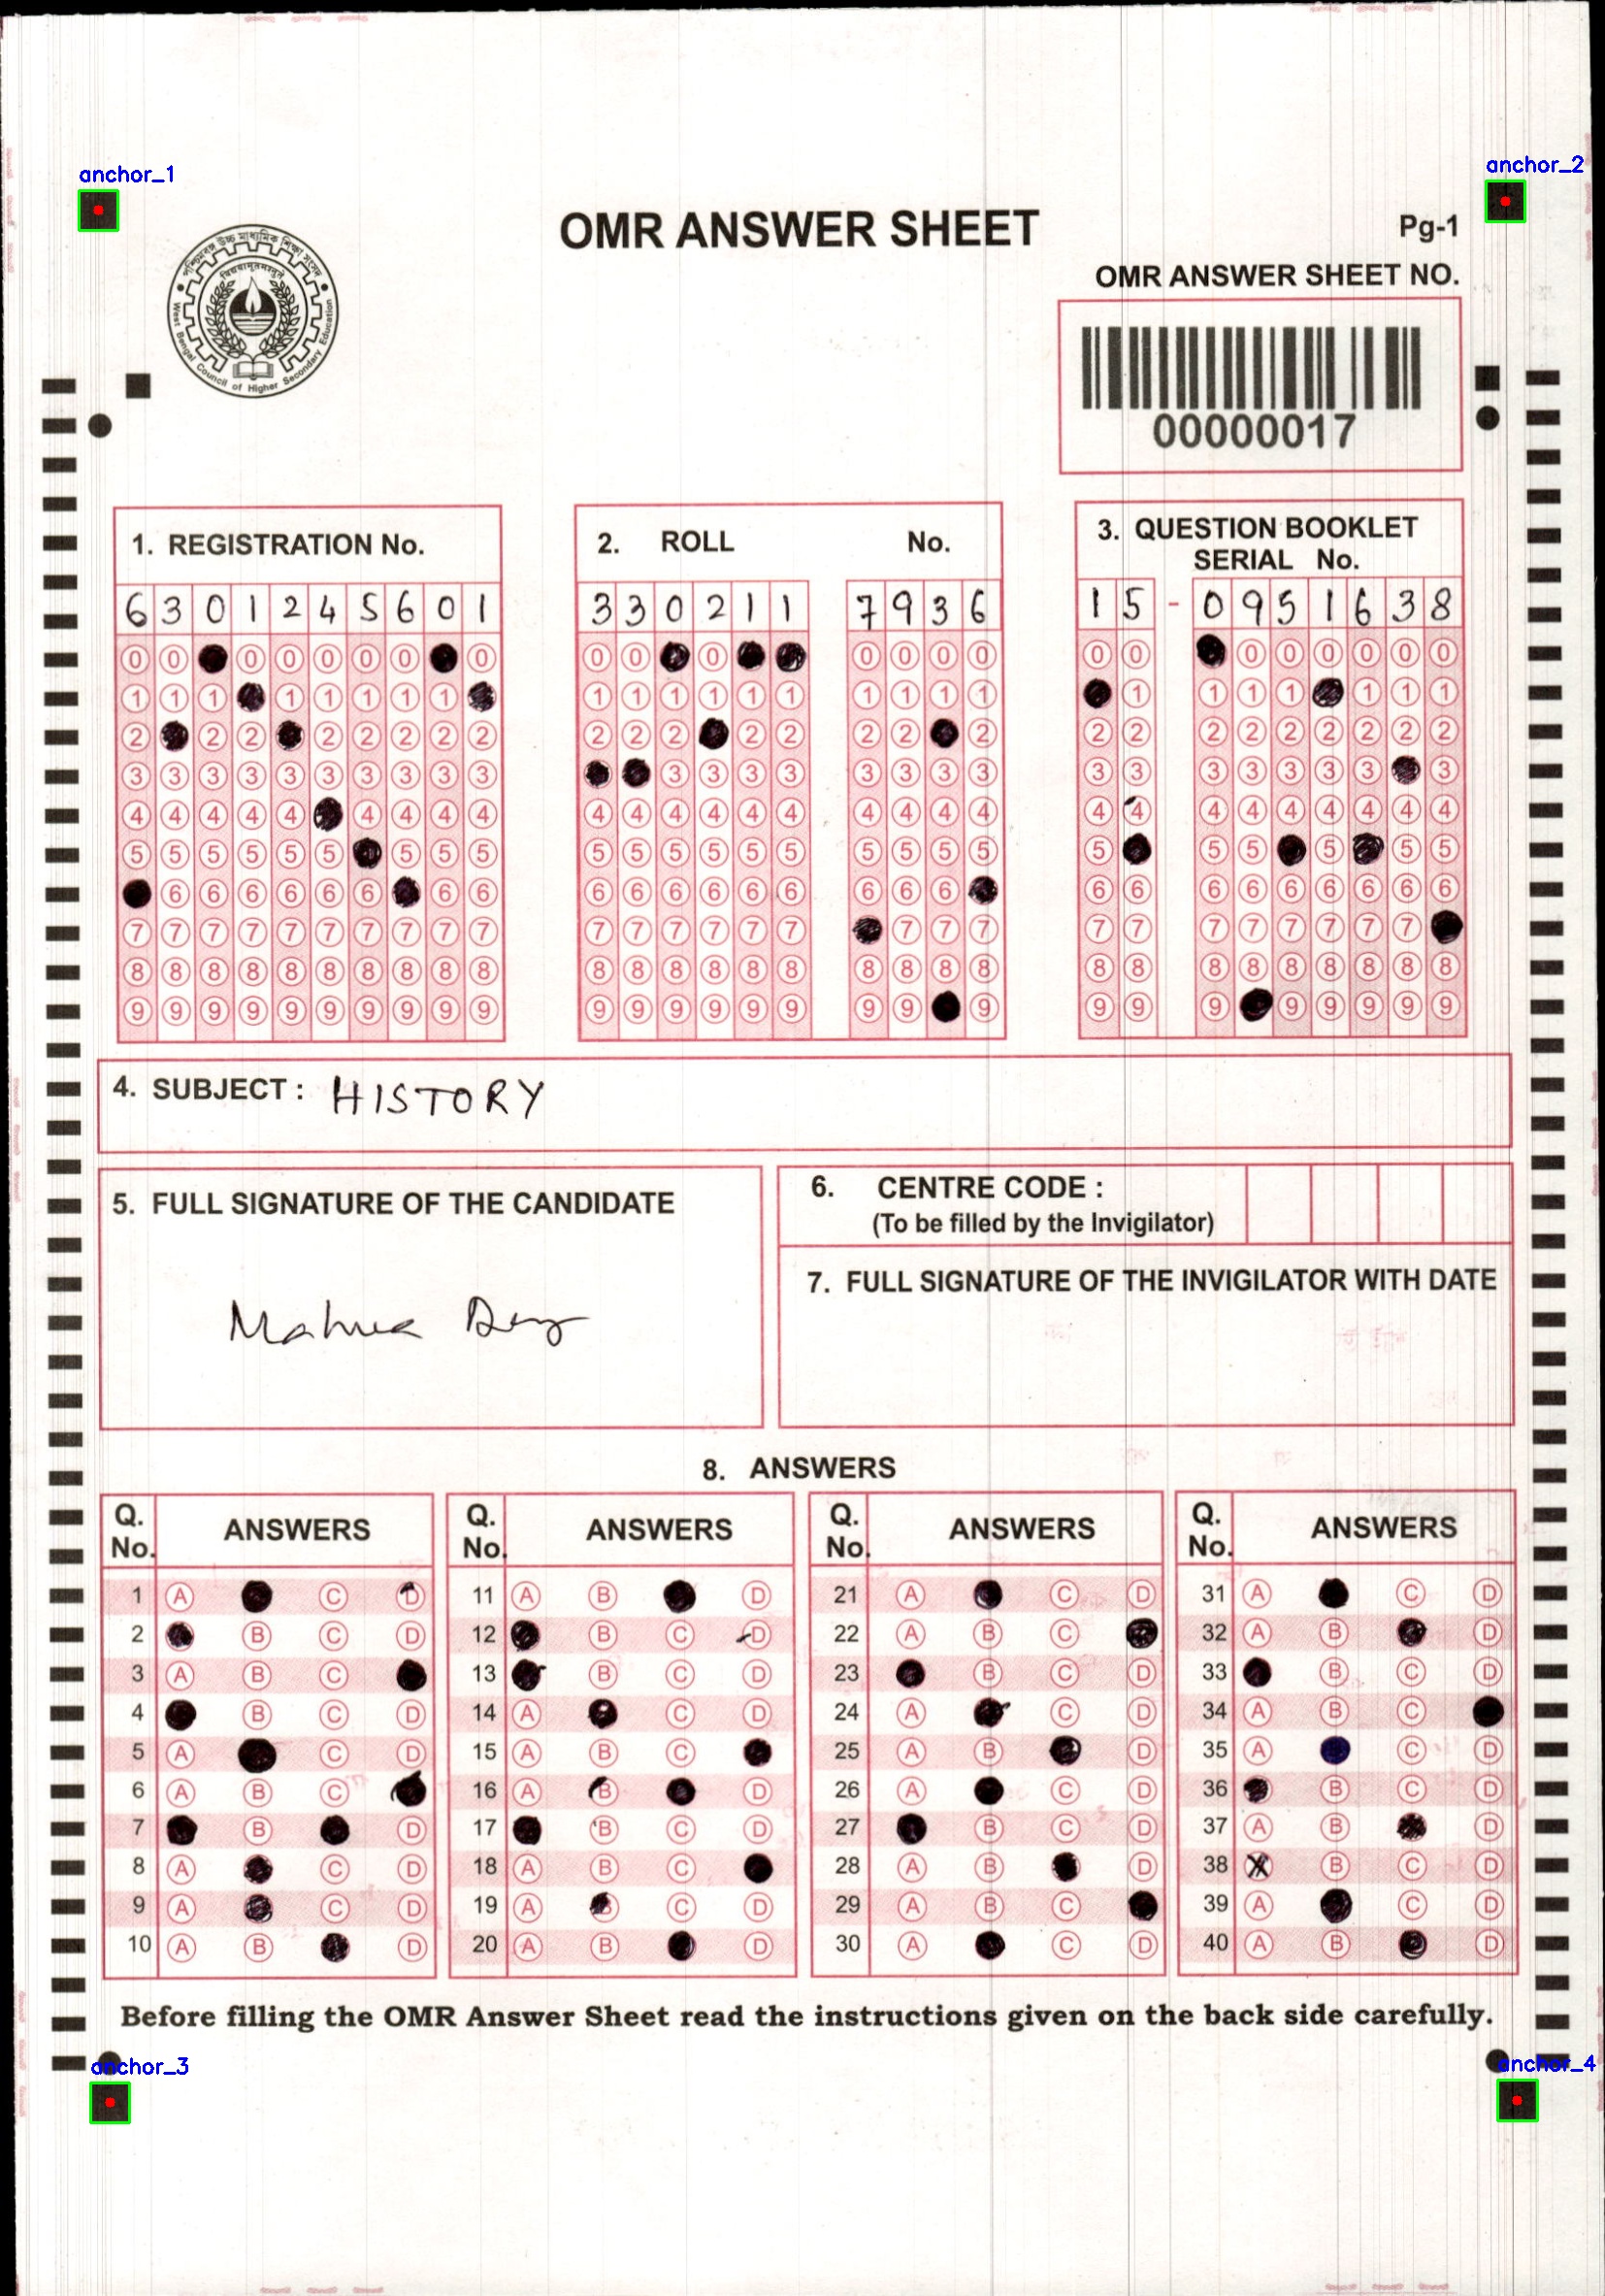 anchor_1
anchor_2
OMR ANSWER SHEET
Pg-1
OMR ANSWER SHEET NO.
00000017
West Bengal Council of Higher Secondary Education
1. REGISTRATION No.
6 3 0 1 2 4 5 6 0 1
2. ROLL No.
3 3 0 2 1 1 7 9 3 6
3. QUESTION BOOKLET
SERIAL No.
1 5 - 0 9 5 1 6 3 8
4. SUBJECT : HISTORY
5. FULL SIGNATURE OF THE CANDIDATE
Mahua Dey
6. CENTRE CODE :
(To be filled by the Invigilator)
7. FULL SIGNATURE OF THE INVIGILATOR WITH DATE
8. ANSWERS
Q. No. ANSWERS Q. No. ANSWERS Q. No. ANSWERS Q. No. ANSWERS
1 A C D 11 A B D 21 A C D 31 A C D
2 B C D 12 B C D 22 A B C 32 A B D
3 A B C 13 B C D 23 B C D 33 B C D
4 B C D 14 A C D 24 A C D 34 A B C
5 A C D 15 A B C 25 A B D 35 A C D
6 A B C 16 A B D 26 A C D 36 B C D
7 B D 17 B C D 27 B C D 37 A B D
8 A C D 18 A B C 28 A B D 38 B C D
9 A C D 19 A B C D 29 A B C 39 A C D
10 A B D 20 A B D 30 A C D 40 A B D
Before filling the OMR Answer Sheet read the instructions given on the back side carefully.
anchor_3
anchor_4